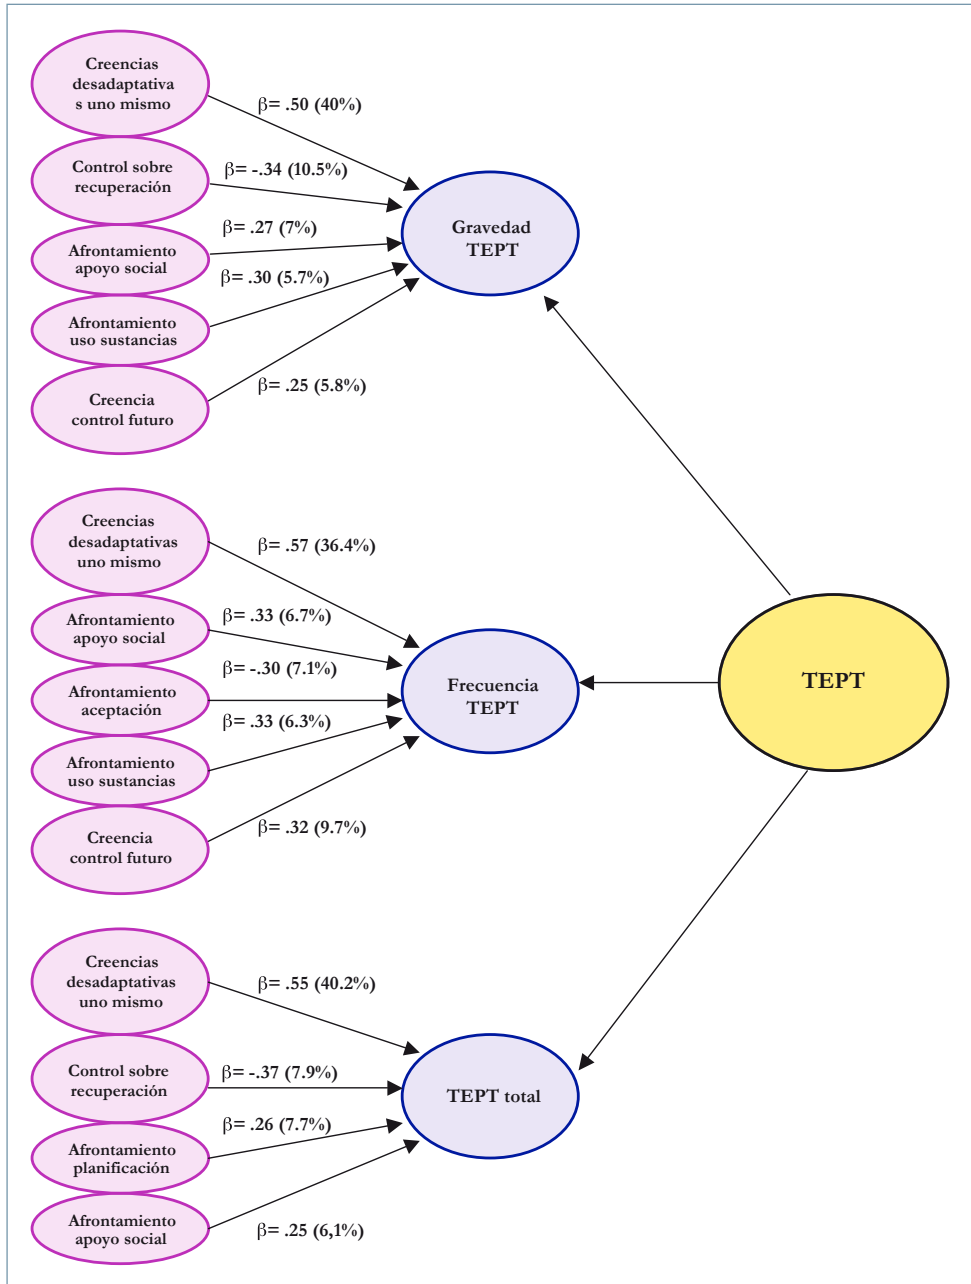 Creencias
desadaptativa
s uno mismo
β= .50 (40%)
Control sobre
recuperación
β= -.34 (10.5%)
Afrontamiento
apoyo social
β= .27 (7%)
Afrontamiento
uso sustancias
β= .30 (5.7%)
Creencia
control futuro
β= .25 (5.8%)
Gravedad
TEPT
Creencias
desadaptativas
uno mismo
β= .57 (36.4%)
Afrontamiento
apoyo social
β= .33 (6.7%)
Afrontamiento
aceptación
β= -.30 (7.1%)
Afrontamiento
uso sustancias
β= .33 (6.3%)
Creencia
control futuro
β= .32 (9.7%)
Frecuencia
TEPT
TEPT
Creencias
desadaptativas
uno mismo
β= .55 (40.2%)
Control sobre
recuperación
β= -.37 (7.9%)
Afrontamiento
planificación
β= .26 (7.7%)
Afrontamiento
apoyo social
β= .25 (6,1%)
TEPT total